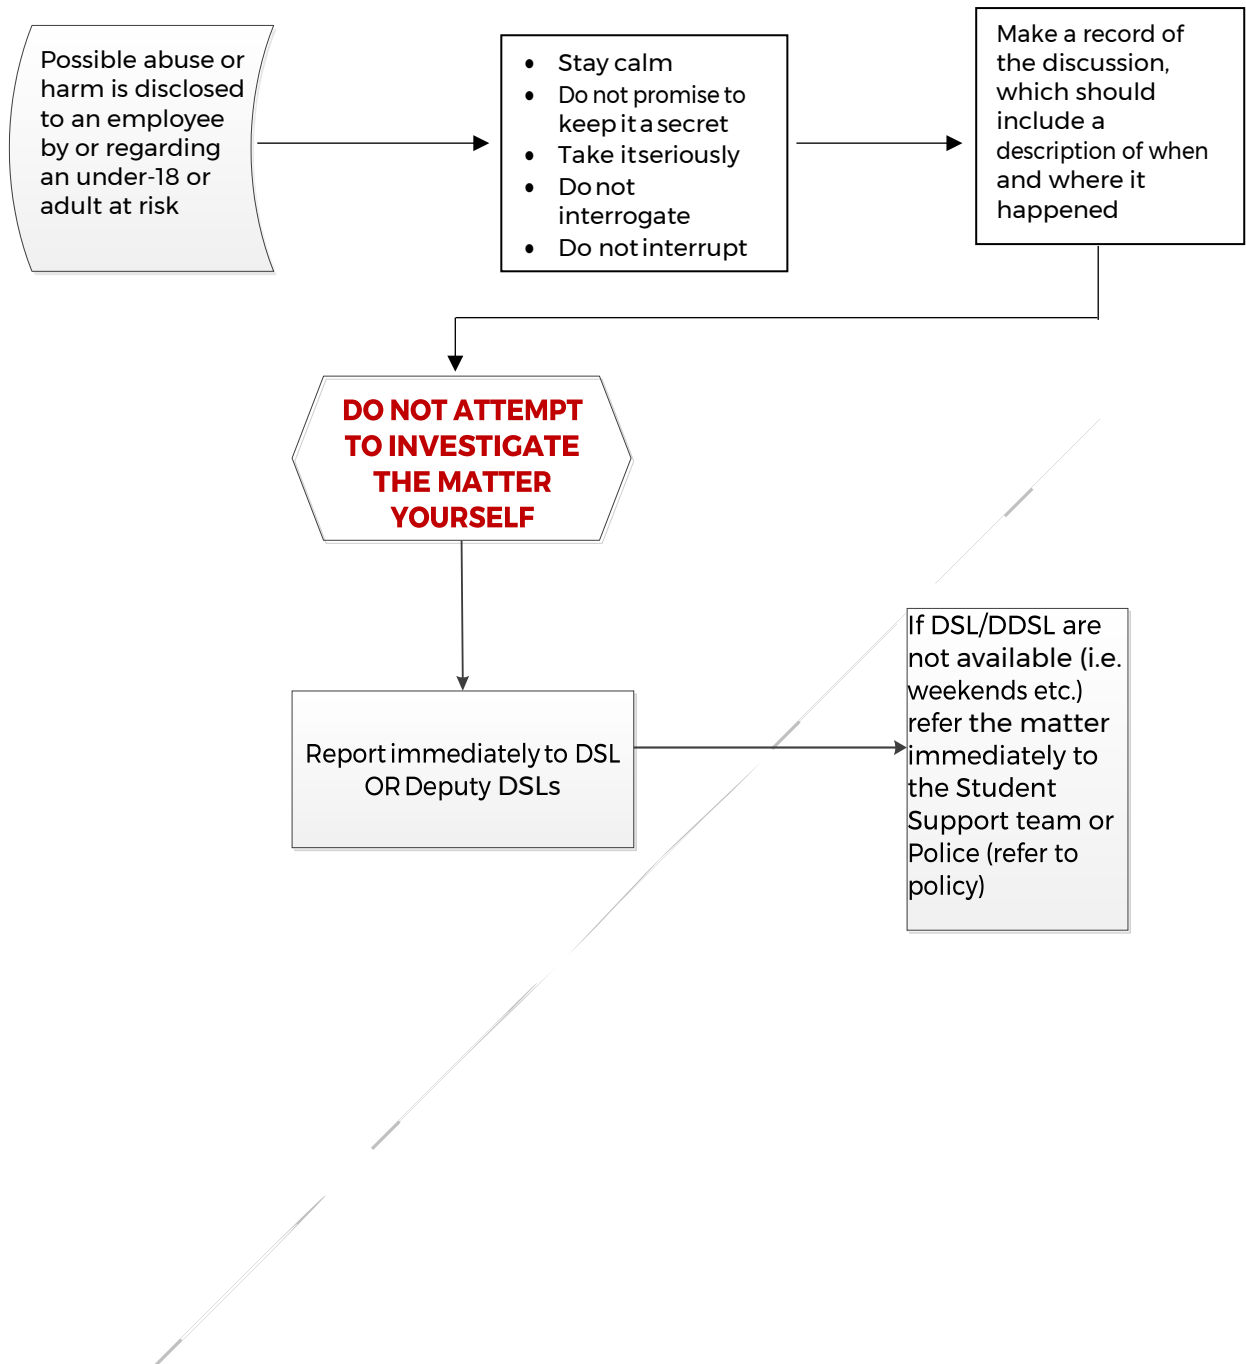 Possible abuse or
harm is disclosed
to an employee
by or regarding
an under-18 or
adult at risk
• Stay calm
• Do not promise to
keep it a secret
• Take it seriously
• Do not
interrogate
• Do not interrupt
Make a record of
the discussion,
which should
include a
description of when
and where it
happened
DO NOT ATTEMPT
TO INVESTIGATE
THE MATTER
YOURSELF
Report immediately to DSL
OR Deputy DSLs
If DSL/DDSL are
not available (i.e.
weekends etc.)
refer the matter
immediately to
the Student
Support team or
Police (refer to
policy)